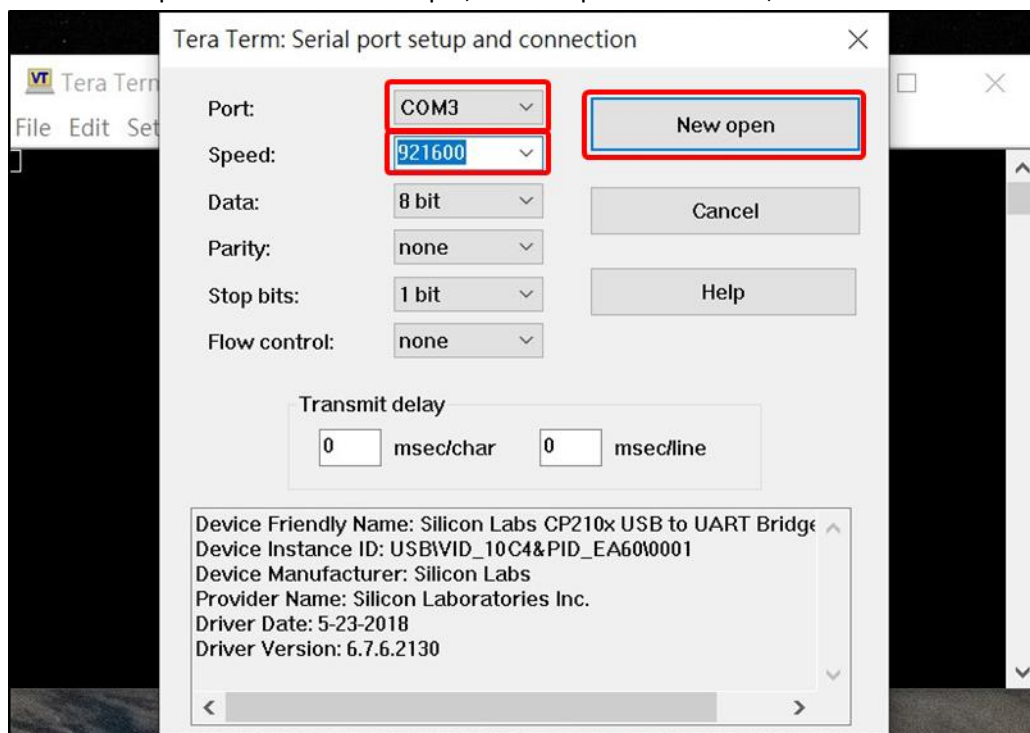 Tera Term: Serial port setup and connection
VT Tera Tern
File Edit Set
Port: COM3
New open
Speed: 921600
Data: 8 bit
Cancel
Parity: none
Stop bits: 1 bit
Help
Flow control: none
Transmit delay
0 msec/char 0 msec/line
Device Friendly Name: Silicon Labs CP210x USB to UART Bridge
Device Instance ID: USB\VID_10C4&PID_EA60\0001
Device Manufacturer: Silicon Labs
Provider Name: Silicon Laboratories Inc.
Driver Date: 5-23-2018
Driver Version: 6.7.6.2130